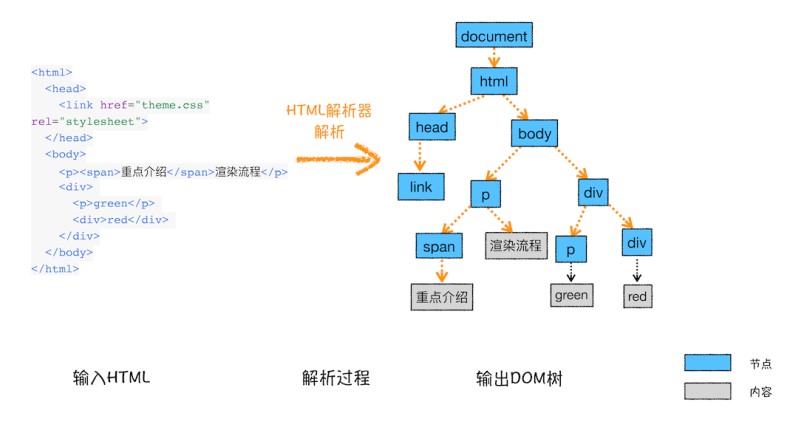 <html>
<head>
<link href="theme.css"
rel="stylesheet">
</head>
<body>
<p><span>重点介绍</span>渲染流程</p>
<div>
<p>green</p>
<div>red</div>
</div>
</body>
</html>
HTML解析器
解析
document
html
head
body
link
p
div
span
渲染流程
p
div
重点介绍
green
red
输入HTML
解析过程
输出DOM树
节点
内容